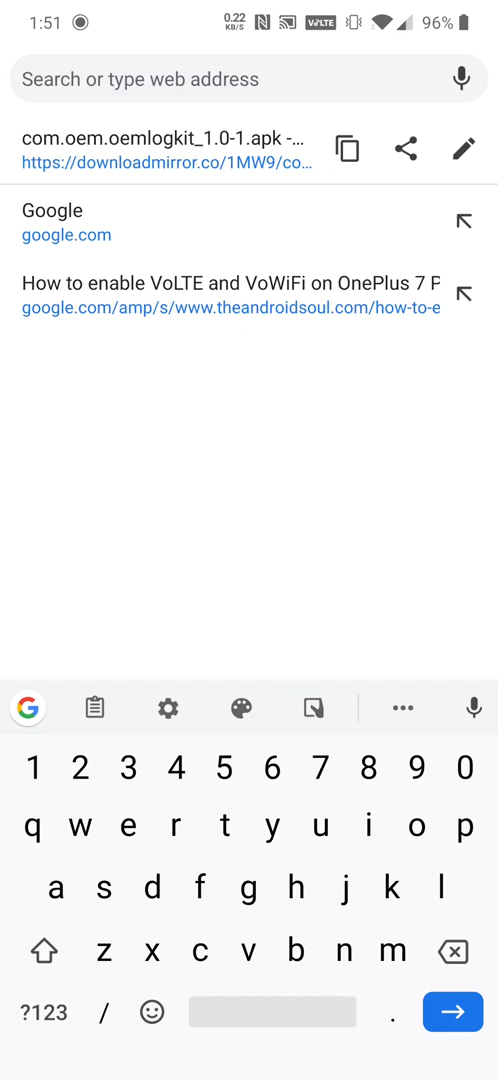 1:51 0.22 KB/S VoLTE 96%
Search or type web address
com.oem.oemlogkit_1.0-1.apk -...
https://downloadmirror.co/1MW9/co...
Google
google.com
How to enable VoLTE and VoWiFi on OnePlus 7 P
google.com/amp/s/www.theandroidsoul.com/how-to-e
G
1 2 3 4 5 6 7 8 9 0
q w e r t y u i o p
a s d f g h j k l
z x c v b n m
?123 / .